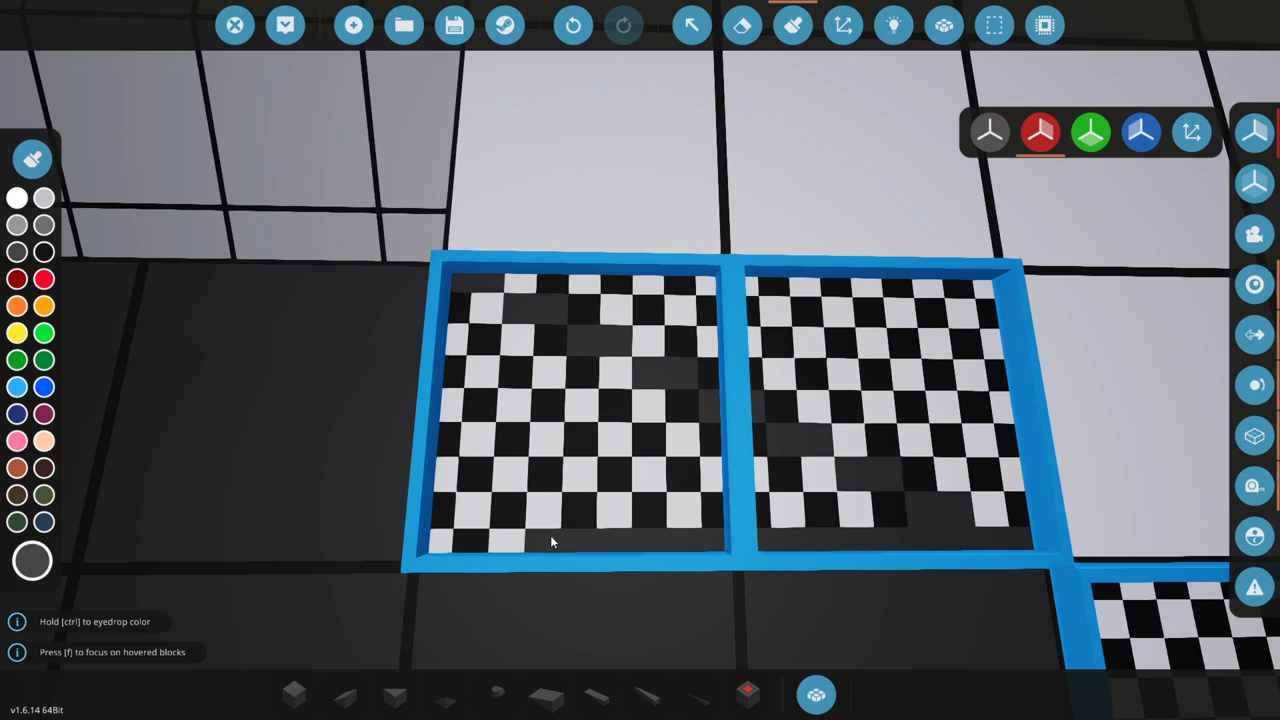 Hold [ctrl] to eyedrop color
Press [f] to focus on hovered blocks
v1.6.14 64Bit